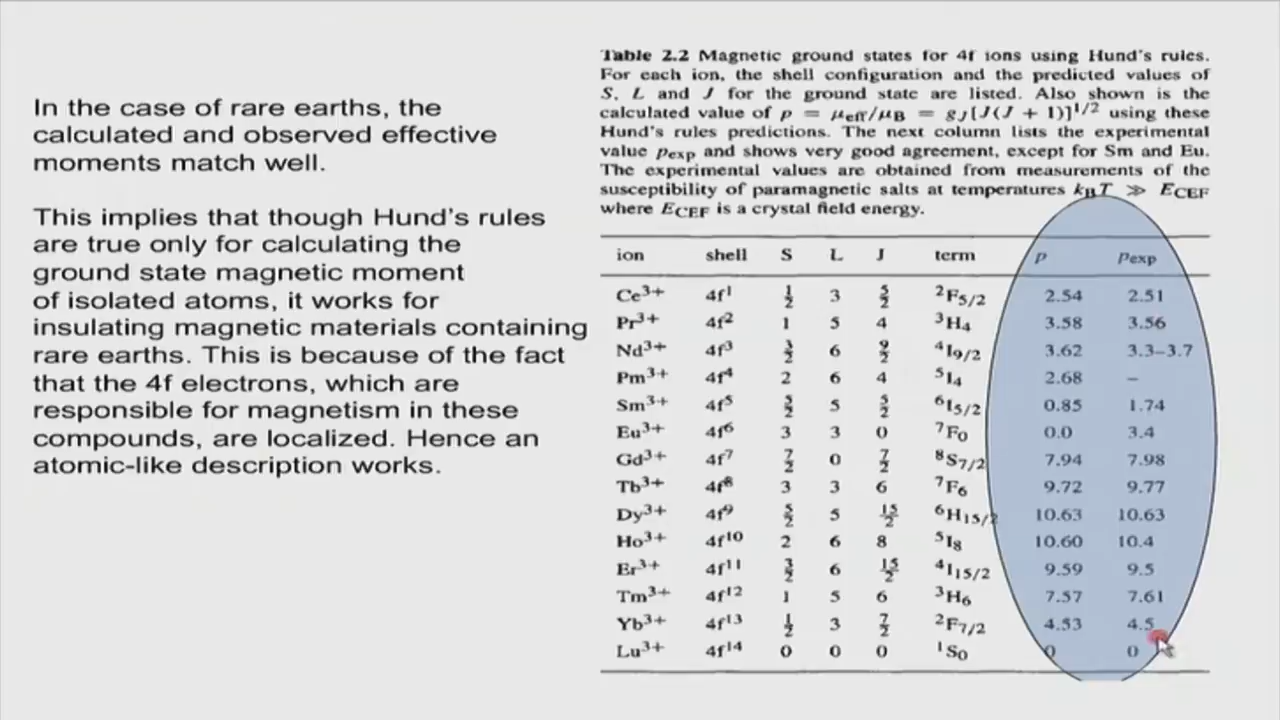 In the case of rare earths, the
calculated and observed effective
moments match well.
This implies that though Hund's rules
are true only for calculating the
ground state magnetic moment
of isolated atoms, it works for
insulating magnetic materials containing
rare earths. This is because of the fact
that the 4f electrons, which are
responsible for magnetism in these
compounds, are localized. Hence an
atomic-like description works.
Table 2.2 Magnetic ground states for 4f ions using Hund's rules.
For each ion, the shell configuration and the predicted values of
S, L and J for the ground state are listed. Also shown is the
calculated value of p = μeff/μB = gJ[J(J + 1)]^1/2 using these
Hund's rules predictions. The next column lists the experimental
value pexp and shows very good agreement, except for Sm and Eu.
The experimental values are obtained from measurements of the
susceptibility of paramagnetic salts at temperatures kBT ≫ ECEF
where ECEF is a crystal field energy.
ion shell S L J term p pexp
Ce³⁺ 4f¹ 1/2 3 5/2 ²F5/2 2.54 2.51
Pr³⁺ 4f² 1 5 4 ³H4 3.58 3.56
Nd³⁺ 4f³ 3/2 6 9/2 ⁴I9/2 3.62 3.3–3.7
Pm³⁺ 4f⁴ 2 6 4 ⁵I4 2.68 –
Sm³⁺ 4f⁵ 5/2 5 5/2 ⁶I5/2 0.85 1.74
Eu³⁺ 4f⁶ 3 3 0 ⁷F0 0.0 3.4
Gd³⁺ 4f⁷ 7/2 0 7/2 ⁸S7/2 7.94 7.98
Tb³⁺ 4f⁸ 3 3 6 ⁷F6 9.72 9.77
Dy³⁺ 4f⁹ 5/2 5 15/2 ⁶H15/2 10.63 10.63
Ho³⁺ 4f¹⁰ 2 6 8 ⁵I8 10.60 10.4
Er³⁺ 4f¹¹ 3/2 6 15/2 ⁴I15/2 9.59 9.5
Tm³⁺ 4f¹² 1 5 6 ³H6 7.57 7.61
Yb³⁺ 4f¹³ 1/2 3 7/2 ²F7/2 4.53 4.5
Lu³⁺ 4f¹⁴ 0 0 0 ¹S0 0 0